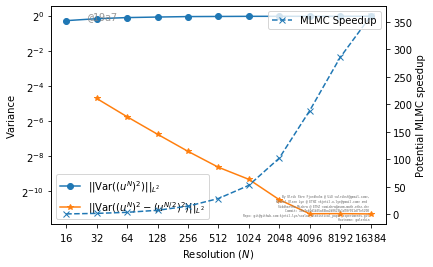 2^0
2^{-2}
2^{-4}
2^{-6}
2^{-8}
2^{-10}
Variance
MLMC Speedup
||Var((u^N)^2)||_{L^2}
||Var((u^N)^2 − (u^{N/2})^2)||_{L^2}
350
300
250
200
150
100
50
0
Potential MLMC speedup
16 32 64 128 256 512 1024 2048 4096 8192 16384
Resolution (N)